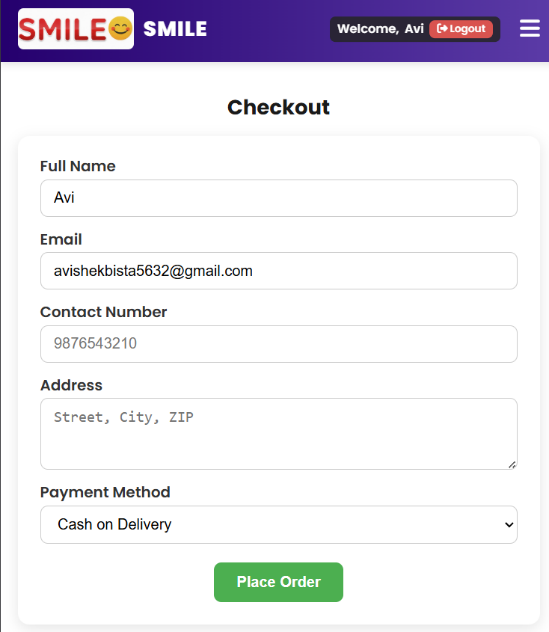 SMILE SMILE
Welcome, Avi Logout
Checkout
Full Name
Avi
Email
avishekbista5632@gmail.com
Contact Number
9876543210
Address
Street, City, ZIP
Payment Method
Cash on Delivery
Place Order